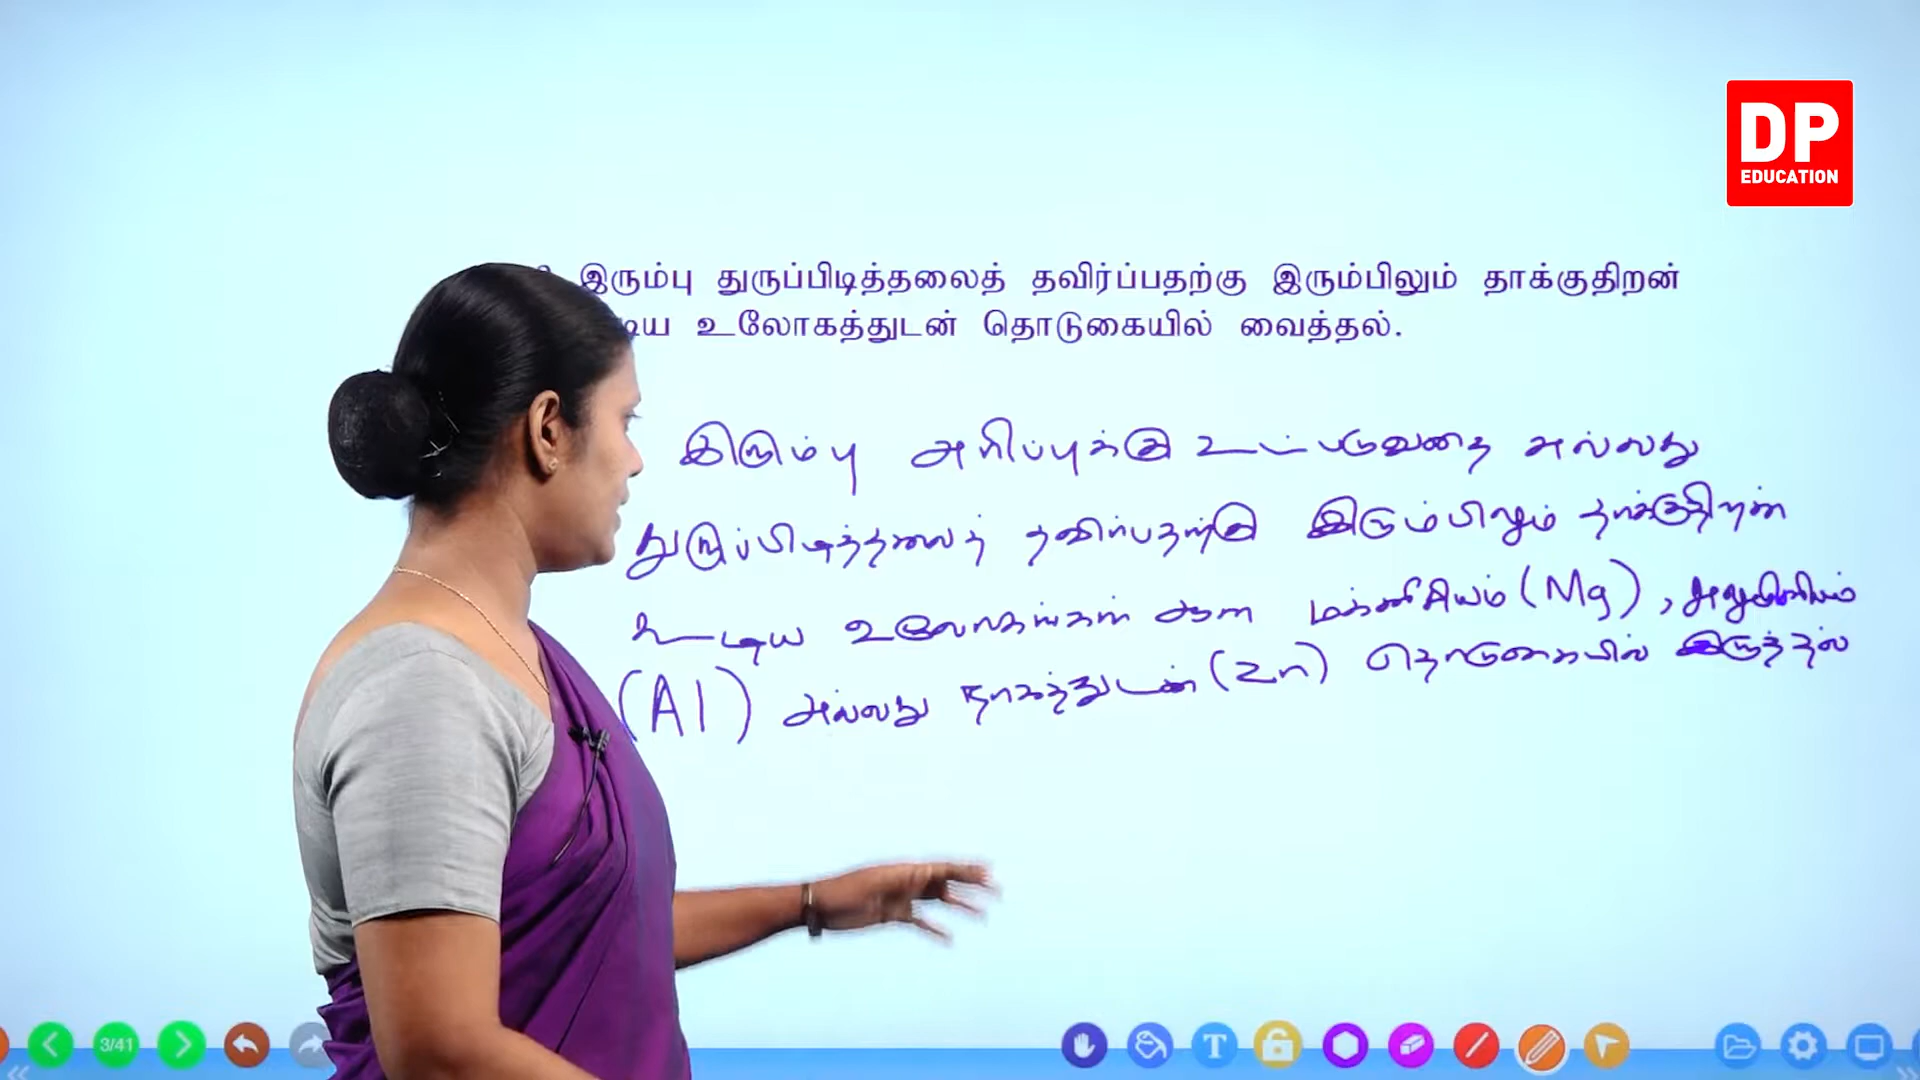 DP
EDUCATION
இரும்பு துருப்பிடித்தலைத் தவிர்ப்பதற்கு இரும்பிலும் தாக்குதிறன்
உலோகத்துடன் தொடுகையில் வைத்தல்.
இரும்பு அரிப்புக்கு உட்படுவதை அல்லது
துருப்பிடித்தலைத் தவிர்பதற்கு இரும்பிலும் தாக்குதிறன்
கூடிய உலோகங்கள் ஆன மக்னீசியம் (Mg), அலுமினியம்
(Al) அல்லது நாகத்துடன் (Zn) தொடுகையில் இருத்தல்
3/41
T